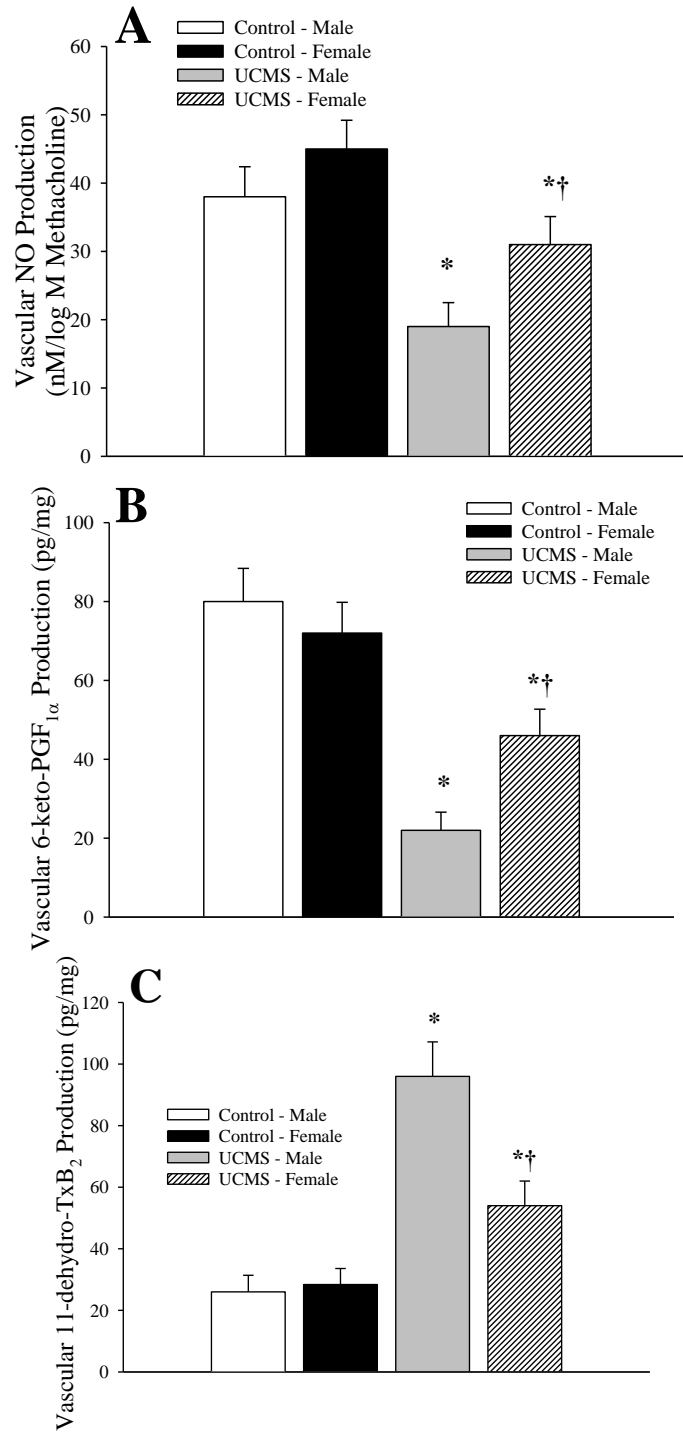 A
Control - Male
Control - Female
UCMS - Male
UCMS - Female
Vascular NO Production
(nM/log M Methacholine)
60
50
40
30
20
10
0
*
*†
B
Control - Male
Control - Female
UCMS - Male
UCMS - Female
Vascular 6-keto-PGF1α Production (pg/mg)
100
80
60
40
20
0
*
*†
C
Control - Male
Control - Female
UCMS - Male
UCMS - Female
Vascular 11-dehydro-TxB2 Production (pg/mg)
120
100
80
60
40
20
0
*
*†